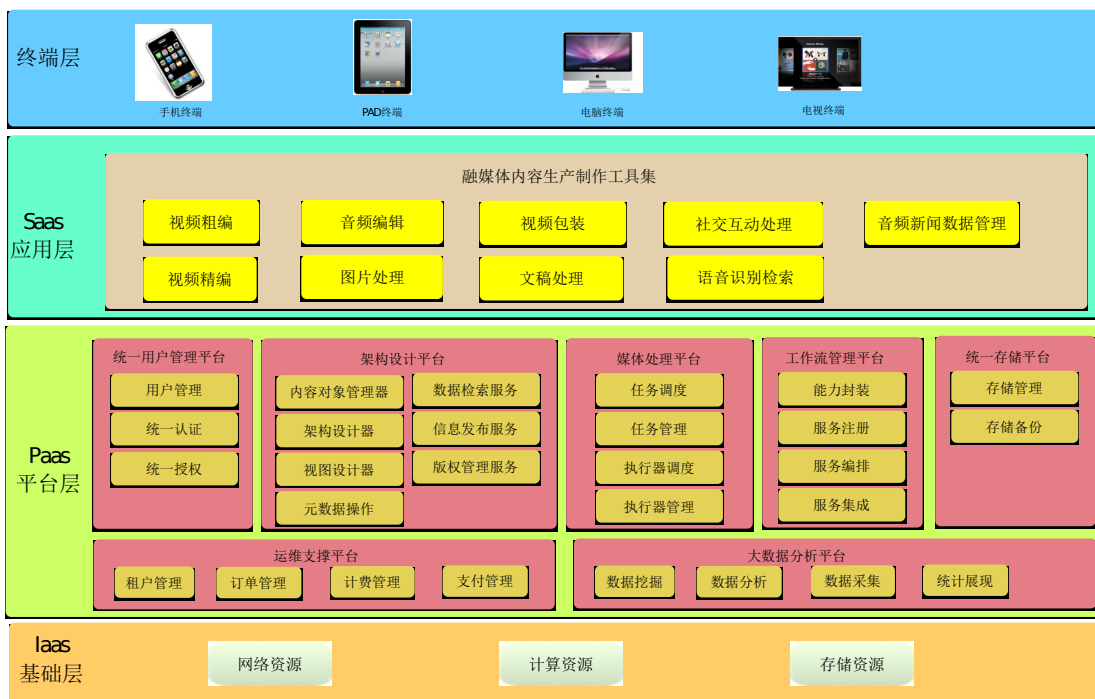 终端层
手机终端
PAD终端
电脑终端
电视终端
Saas
应用层
融媒体内容生产制作工具集
视频粗编
音频编辑
视频包装
社交互动处理
音频新闻数据管理
视频精编
图片处理
文稿处理
语音识别检索
Paas
平台层
统一用户管理平台
用户管理
统一认证
统一授权
架构设计平台
内容对象管理器
数据检索服务
架构设计器
信息发布服务
视图设计器
版权管理服务
元数据操作
媒体处理平台
任务调度
任务管理
执行器调度
执行器管理
工作流管理平台
能力封装
服务注册
服务编排
服务集成
统一存储平台
存储管理
存储备份
运维支撑平台
租户管理
订单管理
计费管理
支付管理
大数据分析平台
数据挖掘
数据分析
数据采集
统计展现
Iaas
基础层
网络资源
计算资源
存储资源